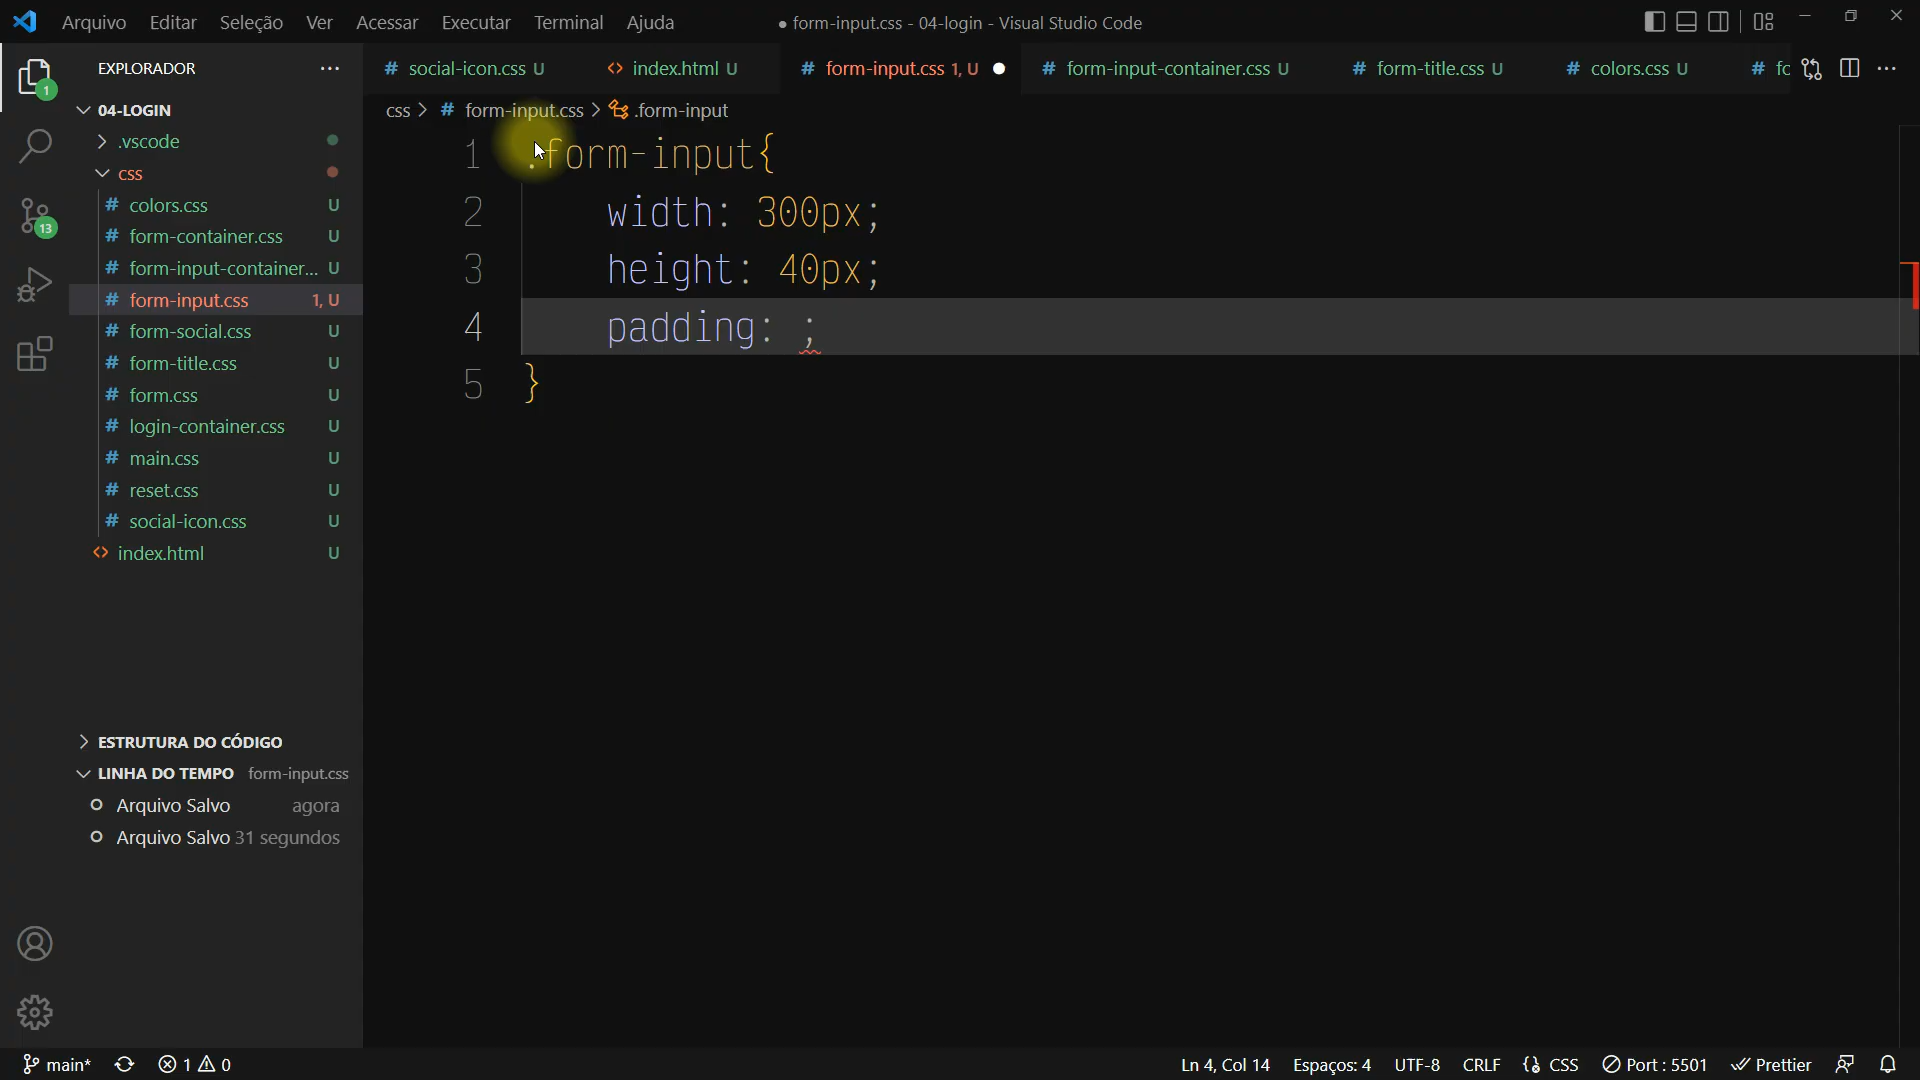 Arquivo Editar Seleção Ver Acessar Executar Terminal Ajuda ● form-input.css - 04-login - Visual Studio Code
EXPLORADOR
# social-icon.css U <> index.html U # form-input.css 1, U # form-input-container.css U # form-title.css U # colors.css U # fc
css > # form-input.css > .form-input
04-LOGIN
.vscode
css
# colors.css U
# form-container.css U
# form-input-container... U
# form-input.css 1, U
# form-social.css U
# form-title.css U
# form.css U
# login-container.css U
# main.css U
# reset.css U
# social-icon.css U
<> index.html U
1 .form-input{
2 width: 300px;
3 height: 40px;
4 padding: ;
5 }
ESTRUTURA DO CÓDIGO
LINHA DO TEMPO form-input.css
Arquivo Salvo agora
Arquivo Salvo 31 segundos
1
13
main* 1 0 Ln 4, Col 14 Espaços: 4 UTF-8 CRLF {} CSS Port : 5501 Prettier